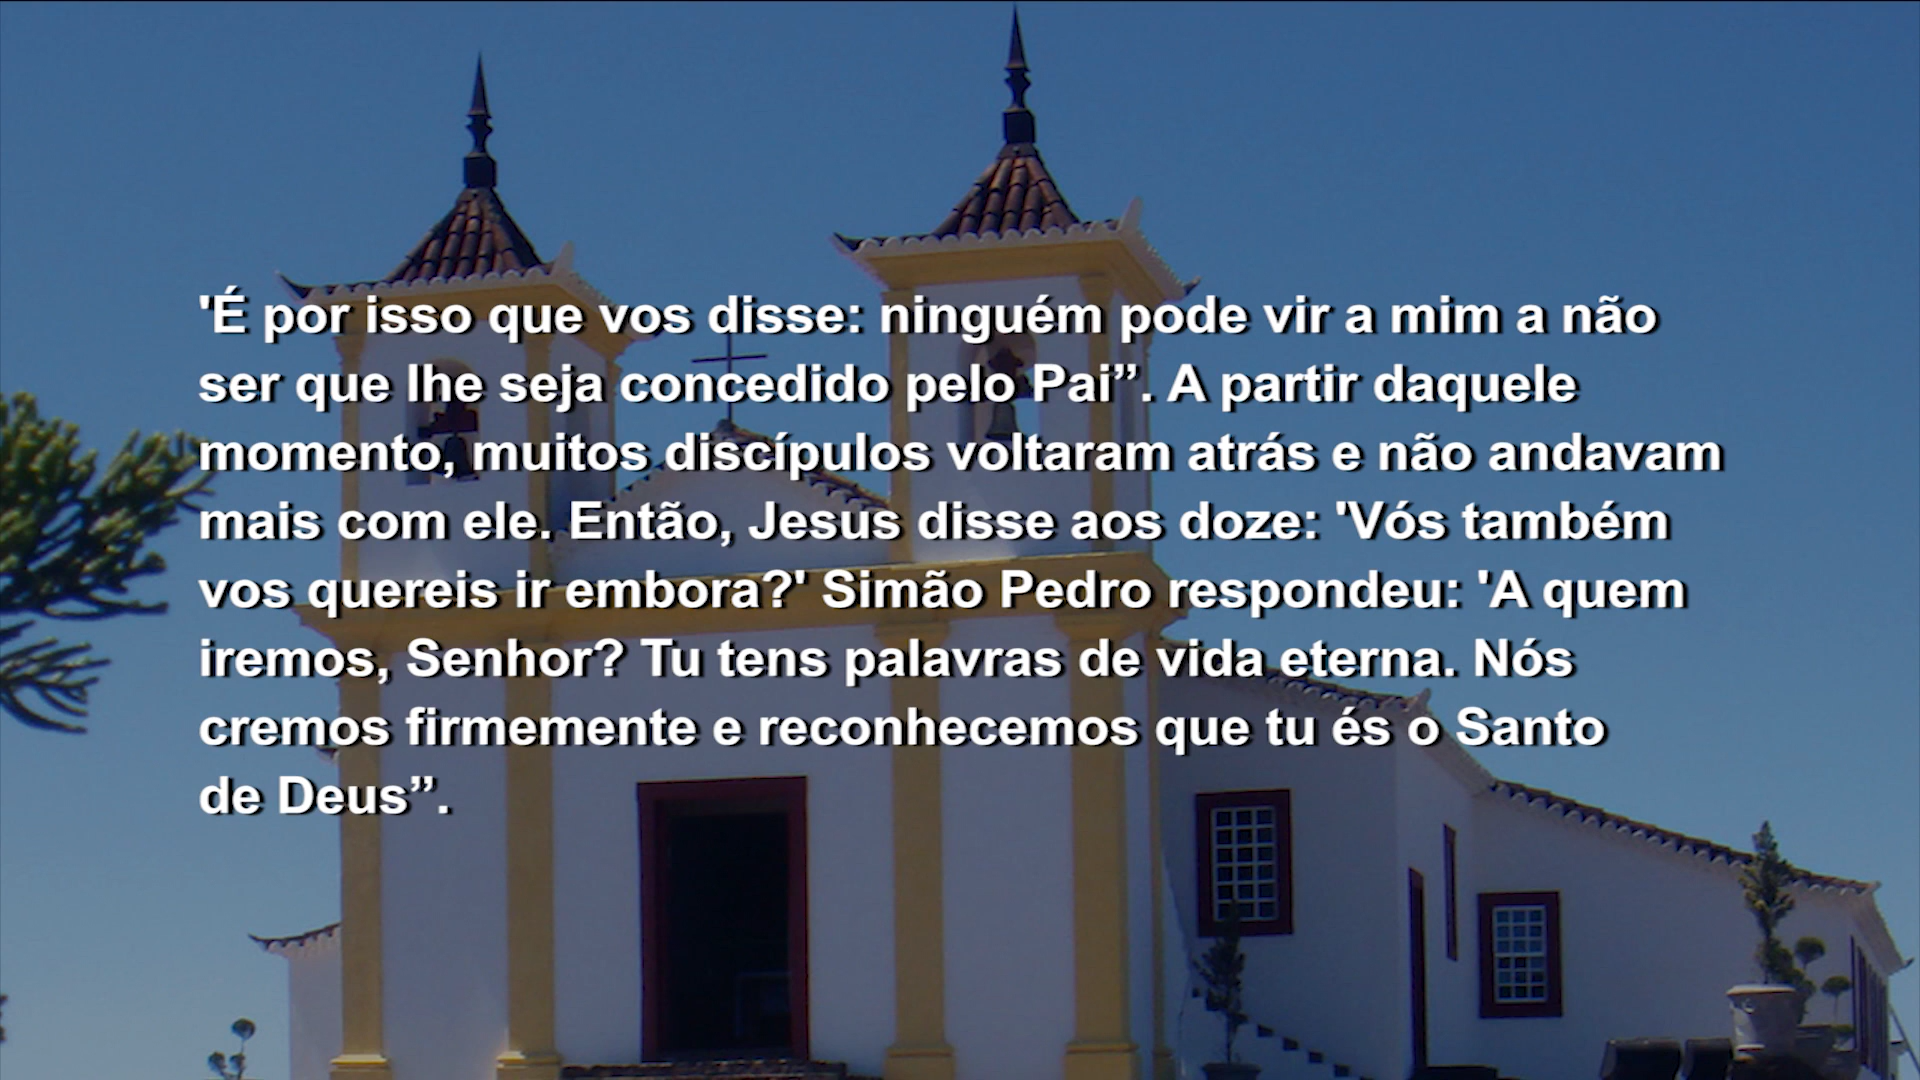 'É por isso que vos disse: ninguém pode vir a mim a não
ser que lhe seja concedido pelo Pai”. A partir daquele
momento, muitos discípulos voltaram atrás e não andavam
mais com ele. Então, Jesus disse aos doze: 'Vós também
vos quereis ir embora?' Simão Pedro respondeu: 'A quem
iremos, Senhor? Tu tens palavras de vida eterna. Nós
cremos firmemente e reconhecemos que tu és o Santo
de Deus”.